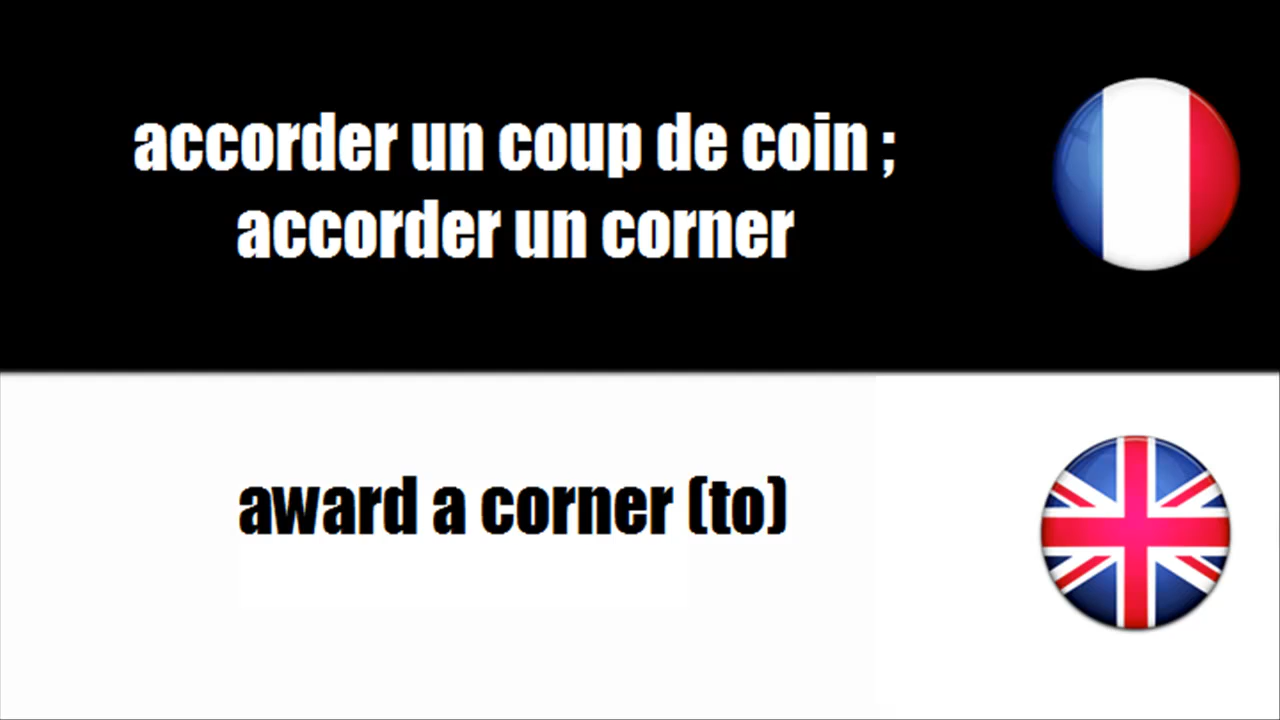 accorder un coup de coin ;
accorder un corner
award a corner (to)